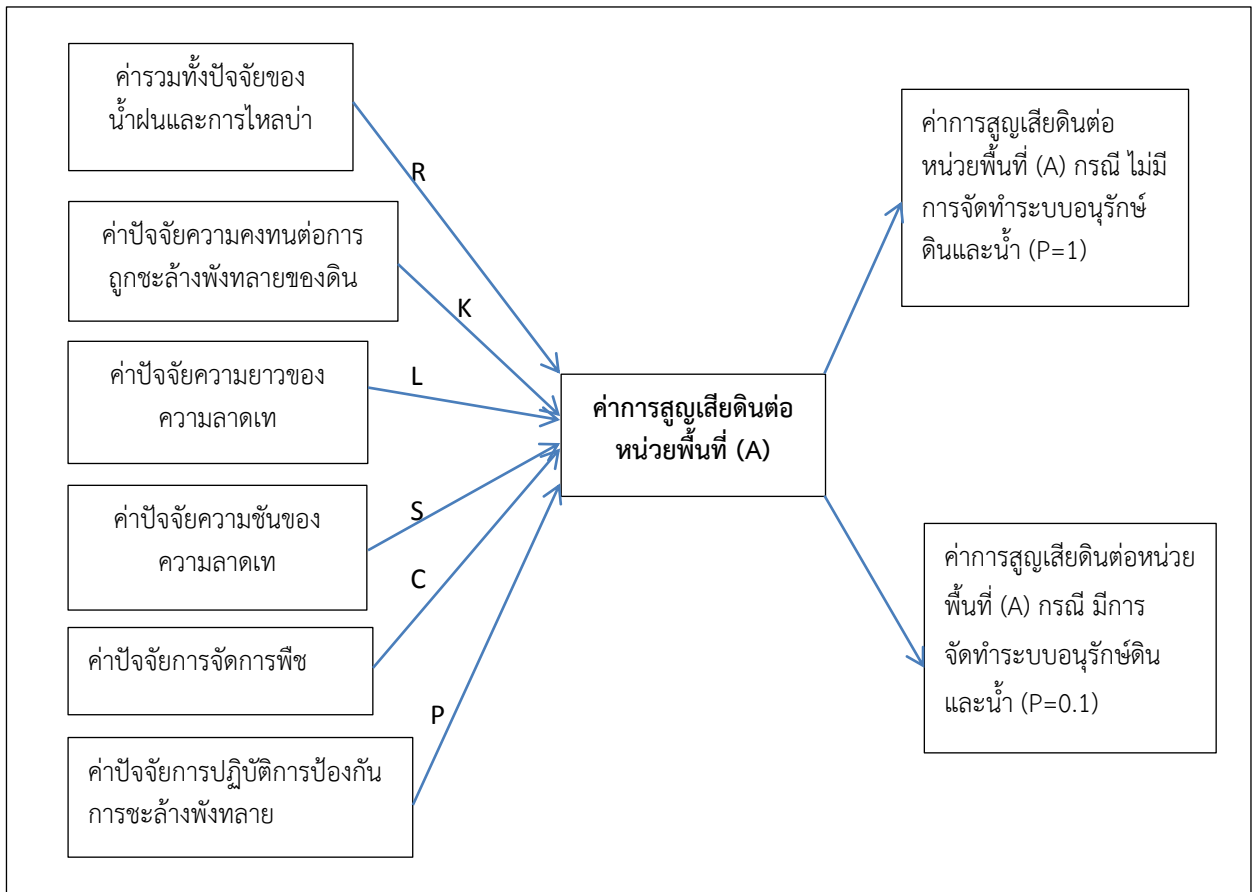 ค่ารวมทั้งปัจจัยของ
น้ำฝนและการไหลบ่า
R
ค่าปัจจัยความคงทนต่อการ
ถูกชะล้างพังทลายของดิน
K
ค่าปัจจัยความยาวของ
ความลาดเท
L
ค่าปัจจัยความชันของ
ความลาดเท
S
ค่าปัจจัยการจัดการพืช
C
ค่าปัจจัยการปฏิบัติการป้องกัน
การชะล้างพังทลาย
P
ค่าการสูญเสียดินต่อ
หน่วยพื้นที่ (A)
ค่าการสูญเสียดินต่อ
หน่วยพื้นที่ (A) กรณี ไม่มี
การจัดทำระบบอนุรักษ์
ดินและน้ำ (P=1)
ค่าการสูญเสียดินต่อหน่วย
พื้นที่ (A) กรณี มีการ
จัดทำระบบอนุรักษ์ดิน
และน้ำ (P=0.1)